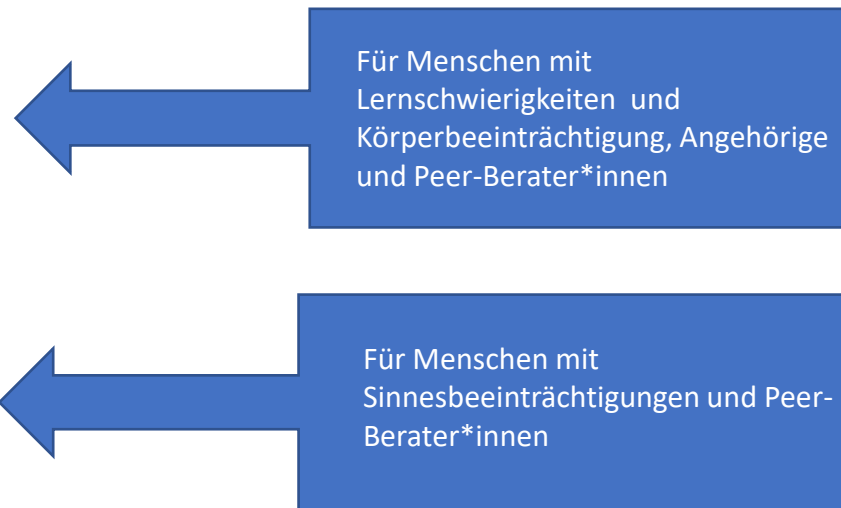 Für Menschen mit
Lernschwierigkeiten und
Körperbeeinträchtigung, Angehörige
und Peer-Berater*innen
Für Menschen mit
Sinnesbeeinträchtigungen und Peer-
Berater*innen